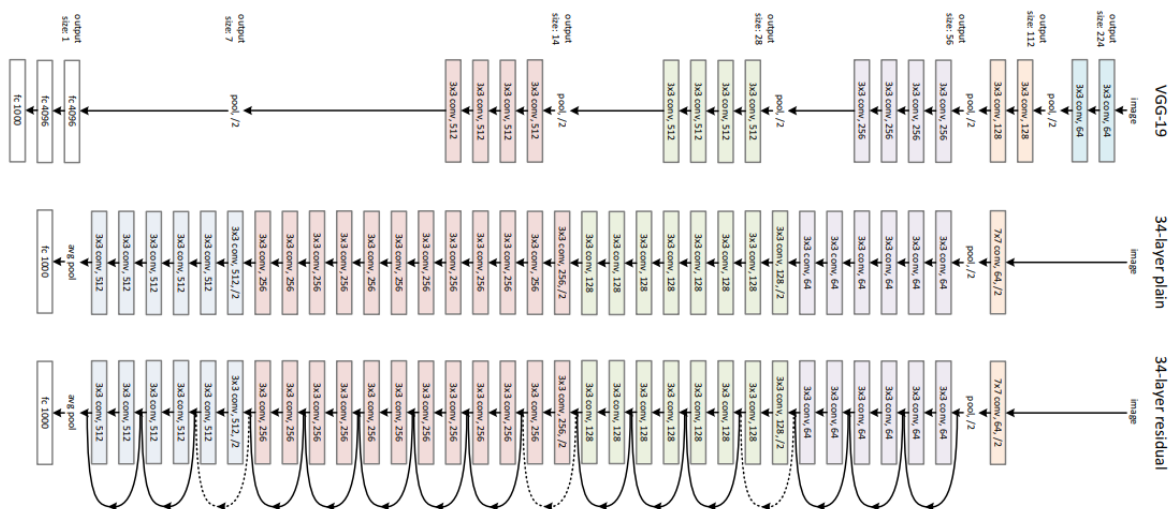 output
size: 224
output
size: 112
output
size: 56
output
size: 28
output
size: 14
output
size: 7
output
size: 1
VGG-19
image
3x3 conv, 64
3x3 conv, 64
pool, /2
3x3 conv, 128
3x3 conv, 128
pool, /2
3x3 conv, 256
3x3 conv, 256
3x3 conv, 256
3x3 conv, 256
pool, /2
3x3 conv, 512
3x3 conv, 512
3x3 conv, 512
3x3 conv, 512
pool, /2
3x3 conv, 512
3x3 conv, 512
3x3 conv, 512
3x3 conv, 512
pool, /2
fc 4096
fc 4096
fc 1000
34-layer plain
image
7x7 conv, 64, /2
pool, /2
3x3 conv, 64
3x3 conv, 64
3x3 conv, 64
3x3 conv, 64
3x3 conv, 64
3x3 conv, 64
3x3 conv, 128, /2
3x3 conv, 128
3x3 conv, 128
3x3 conv, 128
3x3 conv, 128
3x3 conv, 128
3x3 conv, 128
3x3 conv, 128
3x3 conv, 256, /2
3x3 conv, 256
3x3 conv, 256
3x3 conv, 256
3x3 conv, 256
3x3 conv, 256
3x3 conv, 256
3x3 conv, 256
3x3 conv, 256
3x3 conv, 256
3x3 conv, 256
3x3 conv, 256
3x3 conv, 512, /2
3x3 conv, 512
3x3 conv, 512
3x3 conv, 512
3x3 conv, 512
3x3 conv, 512
avg pool
fc 1000
34-layer residual
image
7x7 conv, 64, /2
pool, /2
3x3 conv, 64
3x3 conv, 64
3x3 conv, 64
3x3 conv, 64
3x3 conv, 64
3x3 conv, 64
3x3 conv, 128, /2
3x3 conv, 128
3x3 conv, 128
3x3 conv, 128
3x3 conv, 128
3x3 conv, 128
3x3 conv, 128
3x3 conv, 128
3x3 conv, 256, /2
3x3 conv, 256
3x3 conv, 256
3x3 conv, 256
3x3 conv, 256
3x3 conv, 256
3x3 conv, 256
3x3 conv, 256
3x3 conv, 256
3x3 conv, 256
3x3 conv, 256
3x3 conv, 256
3x3 conv, 512, /2
3x3 conv, 512
3x3 conv, 512
3x3 conv, 512
3x3 conv, 512
3x3 conv, 512
avg pool
fc 1000